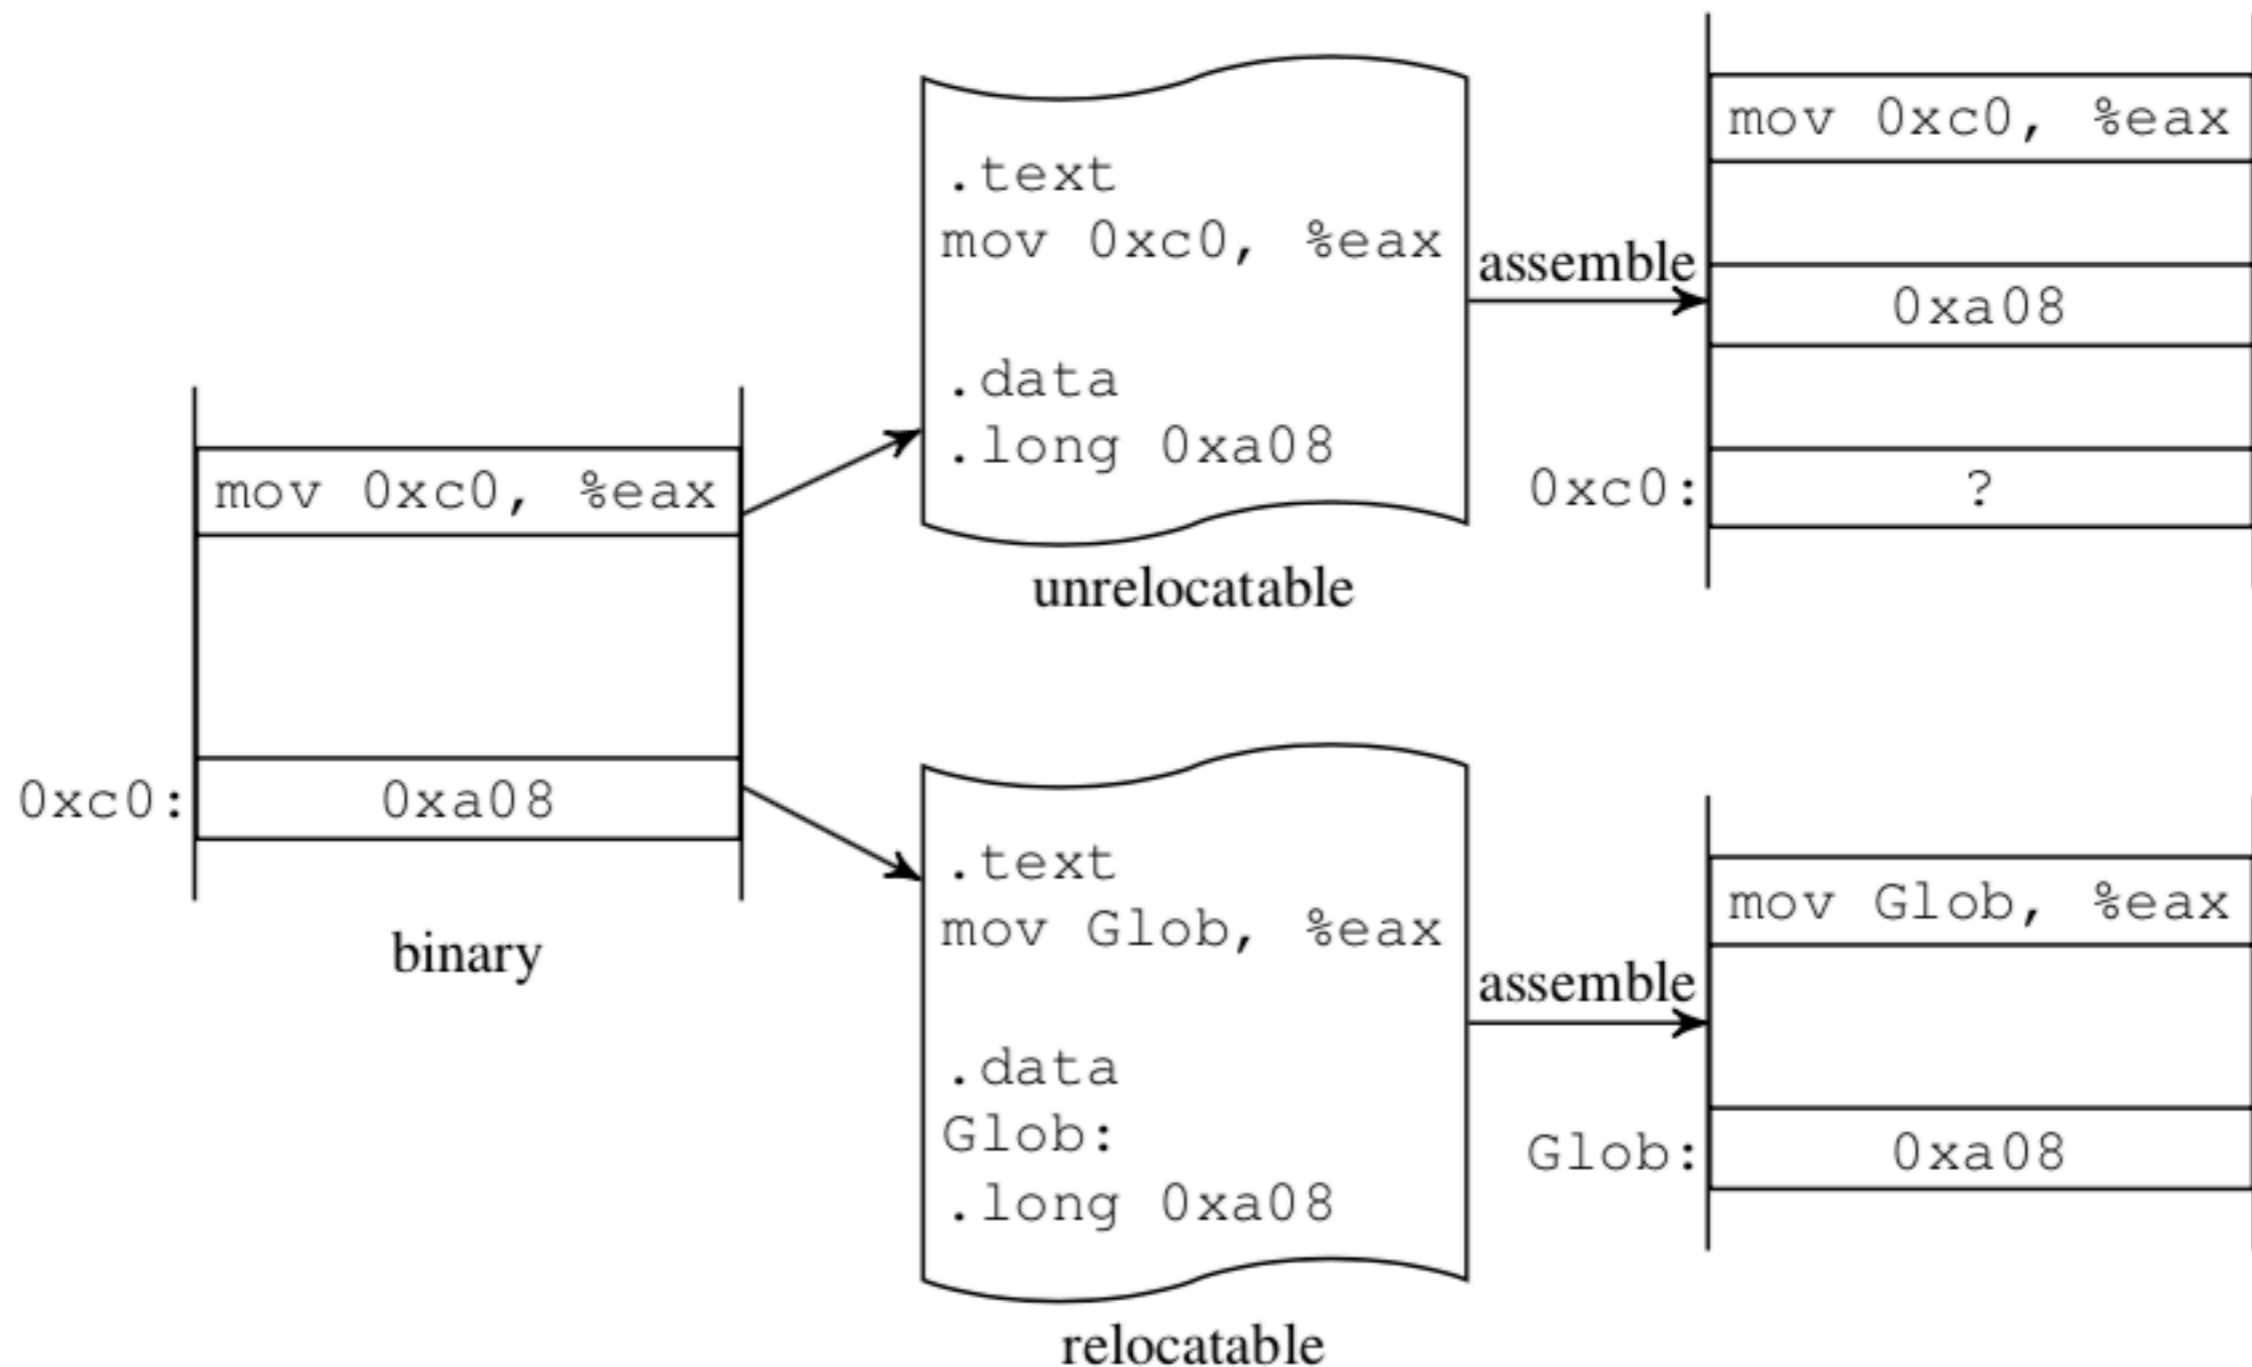 mov 0xc0, %eax
0xc0:
0xa08
binary
.text
mov 0xc0, %eax
.data
.long 0xa08
unrelocatable
assemble
mov 0xc0, %eax
0xa08
0xc0:
?
.text
mov Glob, %eax
.data
Glob:
.long 0xa08
relocatable
assemble
mov Glob, %eax
Glob:
0xa08